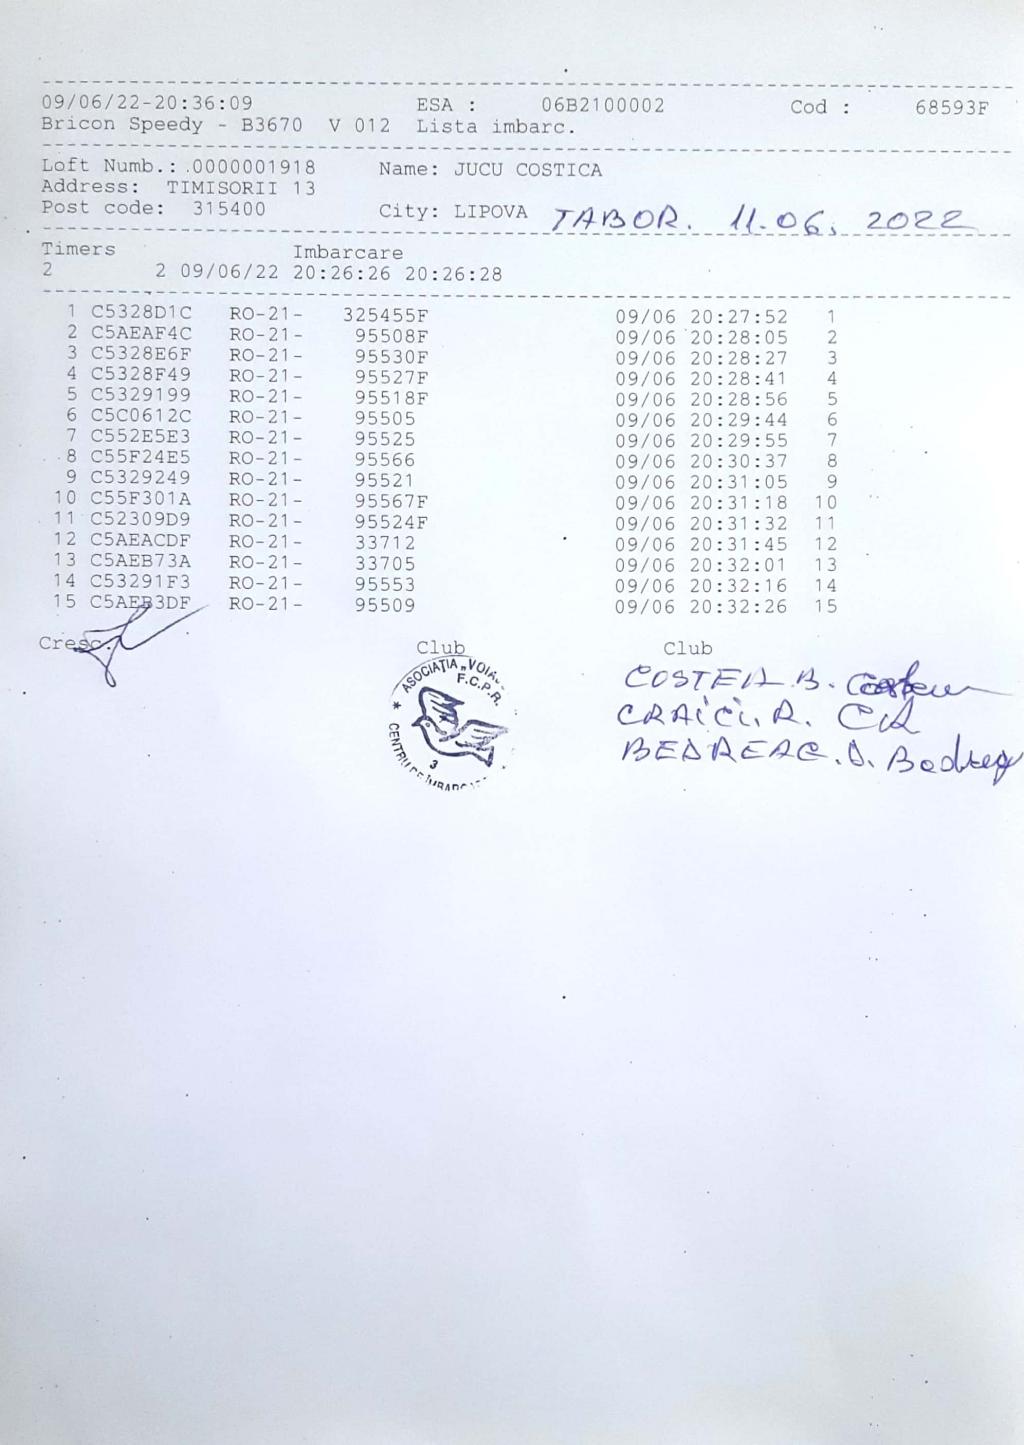 09/06/22-20:36:09 ESA : 06B2100002 Cod : 68593F
Bricon Speedy - B3670 V 012 Lista imbarc.
Loft Numb.: 0000001918 Name: JUCU COSTICA
Address: TIMISORII 13
Post code: 315400 City: LIPOVA TABOR. 11.06. 2022
Timers Imbarcare
2 2 09/06/22 20:26:26 20:26:28
1 C5328D1C RO-21- 325455F 09/06 20:27:52 1
2 C5AEAF4C RO-21- 95508F 09/06 20:28:05 2
3 C5328E6F RO-21- 95530F 09/06 20:28:27 3
4 C5328F49 RO-21- 95527F 09/06 20:28:41 4
5 C5329199 RO-21- 95518F 09/06 20:28:56 5
6 C5C0612C RO-21- 95505 09/06 20:29:44 6
7 C552E5E3 RO-21- 95525 09/06 20:29:55 7
8 C55F24E5 RO-21- 95566 09/06 20:30:37 8
9 C5329249 RO-21- 95521 09/06 20:31:05 9
10 C55F301A RO-21- 95567F 09/06 20:31:18 10
11 C52309D9 RO-21- 95524F 09/06 20:31:32 11
12 C5AEACDF RO-21- 33712 09/06 20:31:45 12
13 C5AEB73A RO-21- 33705 09/06 20:32:01 13
14 C53291F3 RO-21- 95553 09/06 20:32:16 14
15 C5AEB3DF RO-21- 95509 09/06 20:32:26 15
Cresc. Club Club
ASOCIAȚIA „VOIA
F.C.P.R.
CENTRU DE
3
COSTEA B.
CRAICI. R. CR
BEDREAG. D. Bedreag